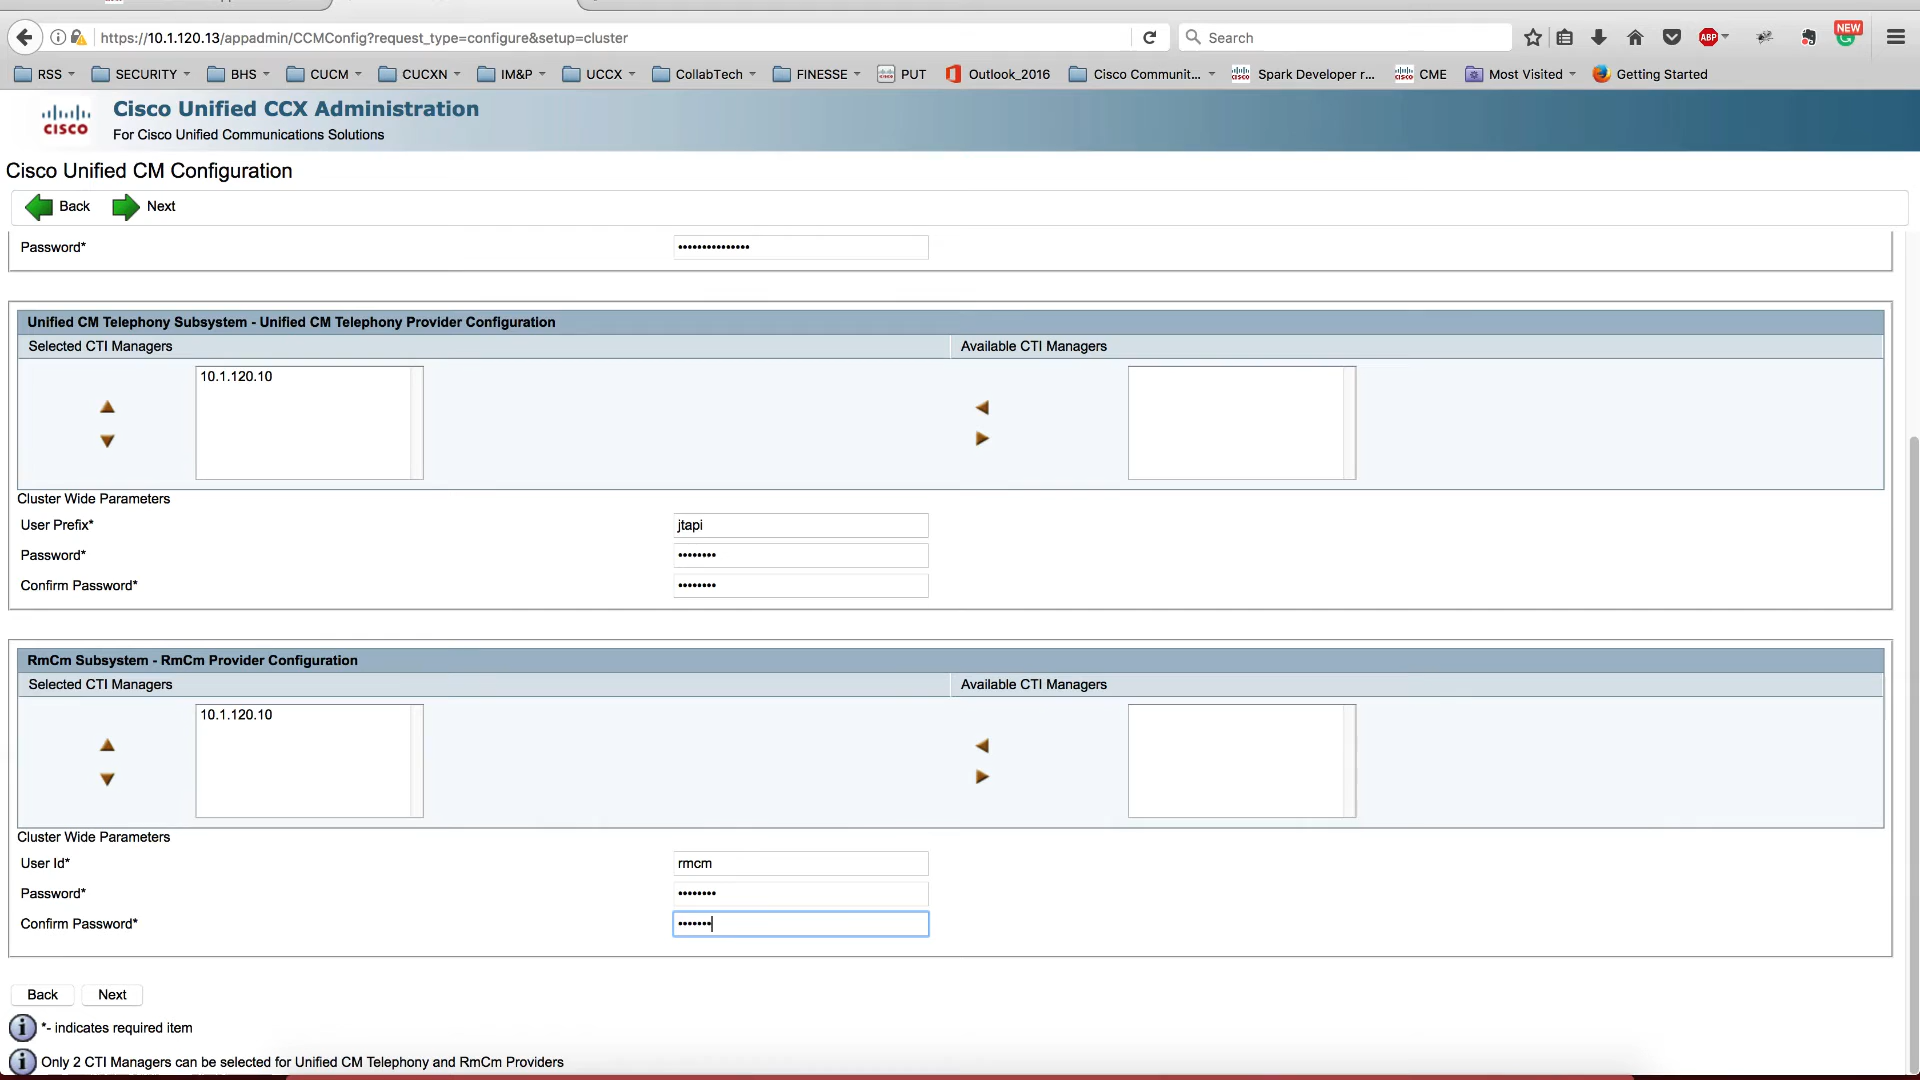 https://10.1.120.13/appadmin/CCMConfig?request_type=configure&setup=cluster
Search
ABP
NEW
RSS
SECURITY
BHS
CUCM
CUCXN
IM&P
UCCX
CollabTech
FINESSE
PUT
Outlook_2016
Cisco Communit...
Spark Developer r...
CME
Most Visited
Getting Started
CISCO
Cisco Unified CCX Administration
For Cisco Unified Communications Solutions
Cisco Unified CM Configuration
Back
Next
Password*
Unified CM Telephony Subsystem - Unified CM Telephony Provider Configuration
Selected CTI Managers
Available CTI Managers
10.1.120.10
Cluster Wide Parameters
User Prefix*
jtapi
Password*
Confirm Password*
RmCm Subsystem - RmCm Provider Configuration
Selected CTI Managers
Available CTI Managers
10.1.120.10
Cluster Wide Parameters
User Id*
rmcm
Password*
Confirm Password*
Back
Next
*- indicates required item
Only 2 CTI Managers can be selected for Unified CM Telephony and RmCm Providers